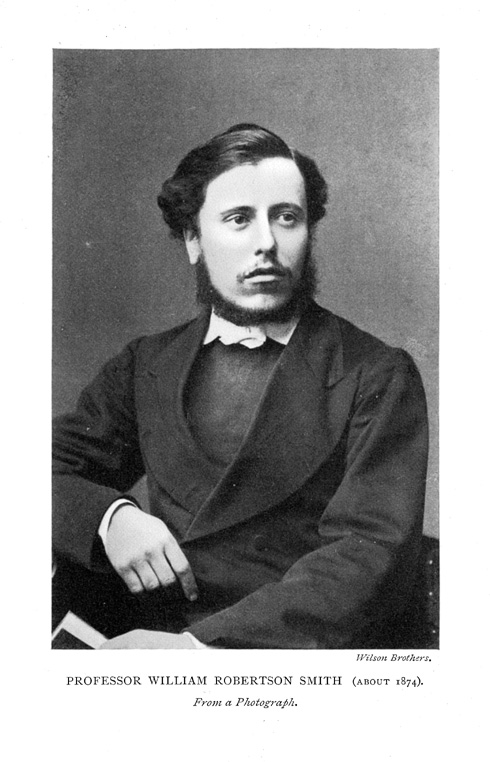 Wilson Brothers.
PROFESSOR WILLIAM ROBERTSON SMITH (ABOUT 1874).
From a Photograph.